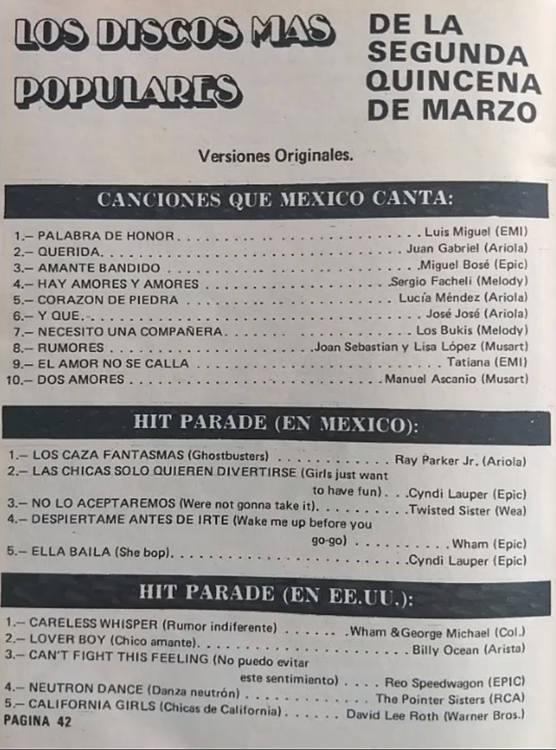 LOS DISCOS MAS
POPULARES
DE LA
SEGUNDA
QUINCENA
DE MARZO
Versiones Originales.
CANCIONES QUE MEXICO CANTA:
1.— PALABRA DE HONOR . . . . . . . . . . . . . . . . . . . . . . Luis Miguel (EMI)
2.— QUERIDA. . . . . . . . . . . . . . . . . . . . . . . . . . . . Juan Gabriel (Ariola)
3.— AMANTE BANDIDO . . . . . . . . . . . . . . . . . . . . . . Miguel Bosé (Epic)
4.— HAY AMORES Y AMORES . . . . . . . . . . . . . . . . Sergio Facheli (Melody)
5.— CORAZON DE PIEDRA . . . . . . . . . . . . . . . . . . Lucía Méndez (Ariola)
6.— Y QUE. . . . . . . . . . . . . . . . . . . . . . . . . . . . . . José José (Ariola)
7.— NECESITO UNA COMPAÑERA. . . . . . . . . . . . . . . . Los Bukis (Melody)
8.— RUMORES . . . . . . . . . . . . . . . . . Joan Sebastian y Lisa López (Musart)
9.— EL AMOR NO SE CALLA . . . . . . . . . . . . . . . . . . . . . Tatiana (EMI)
10.— DOS AMORES . . . . . . . . . . . . . . . . . . . . . Manuel Ascanio (Musart)
HIT PARADE (EN MEXICO):
1.— LOS CAZA FANTASMAS (Ghostbusters) . . . . . . . . . . . Ray Parker Jr. (Ariola)
2.— LAS CHICAS SOLO QUIEREN DIVERTIRSE (Girls just want
to have fun) . . .Cyndi Lauper (Epic)
3.— NO LO ACEPTAREMOS (Were not gonna take it). . . . . . . . . .Twisted Sister (Wea)
4.— DESPIERTAME ANTES DE IRTE (Wake me up before you
go-go) . . . . . . . . . . Wham (Epic)
5.— ELLA BAILA (She bop). . . . . . . . . . . . . . . . . . . . . .Cyndi Lauper (Epic)
HIT PARADE (EN EE.UU.):
1.— CARELESS WHISPER (Rumor indiferente) . . . . . . .Wham &George Michael (Col.)
2.— LOVER BOY (Chico amante). . . . . . . . . . . . . . . . . . . Billy Ocean (Arista)
3.— CAN'T FIGHT THIS FEELING (No puedo evitar
este sentimiento) . . . . Reo Speedwagon (EPIC)
4.— NEUTRON DANCE (Danza neutrón) . . . . . . . . . . . The Pointer Sisters (RCA)
5.— CALIFORNIA GIRLS (Chicas de California) . . . . . . David Lee Roth (Warner Bros.)
PAGINA 42